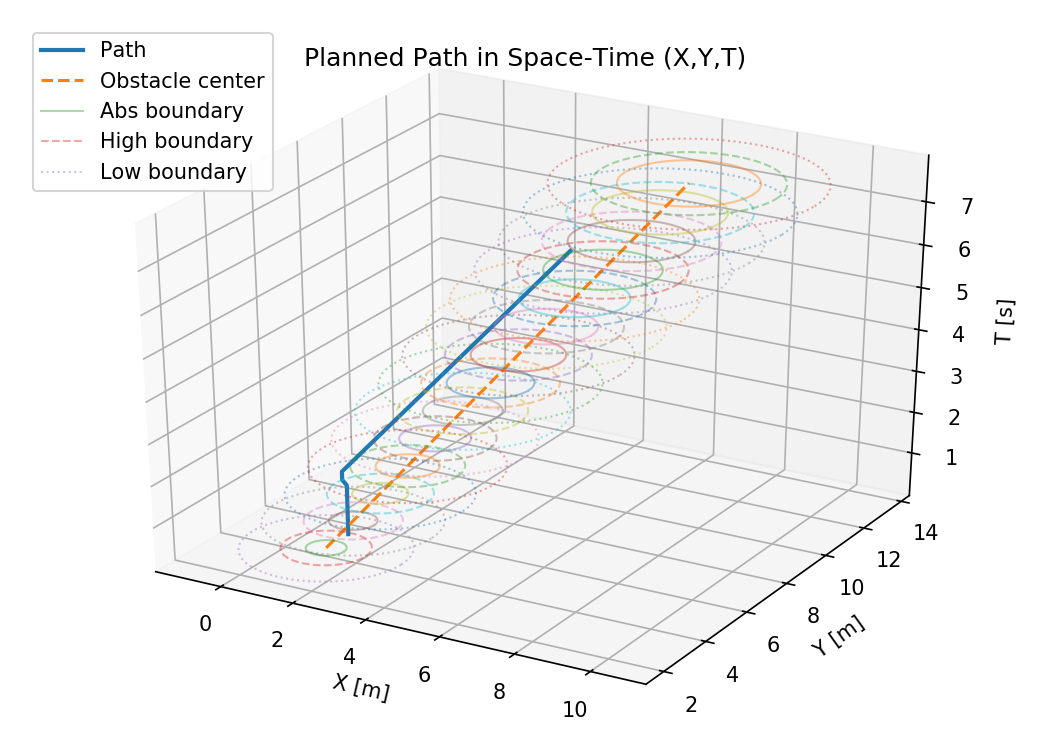 Planned Path in Space-Time (X,Y,T)
Path
Obstacle center
Abs boundary
High boundary
Low boundary
7
6
5
4
3
2
1
T [s]
14
12
10
8
6
4
2
Y [m]
0
2
4
6
8
10
X [m]